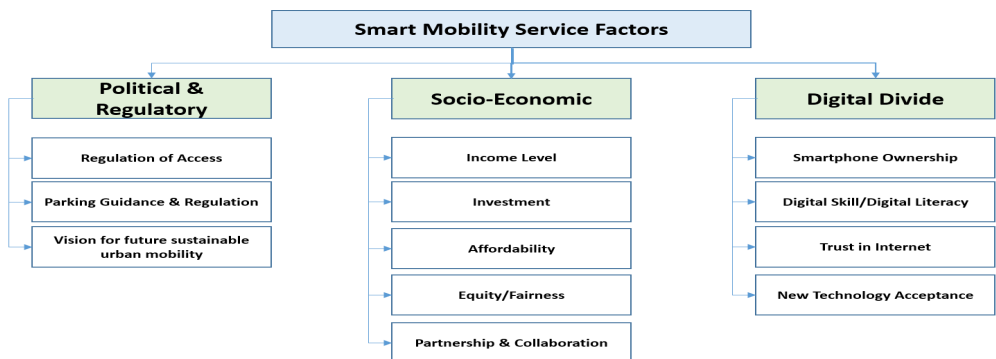 Smart Mobility Service Factors
Political &
Regulatory
Regulation of Access
Parking Guidance & Regulation
Vision for future sustainable
urban mobility
Socio-Economic
Income Level
Investment
Affordability
Equity/Fairness
Partnership & Collaboration
Digital Divide
Smartphone Ownership
Digital Skill/Digital Literacy
Trust in Internet
New Technology Acceptance